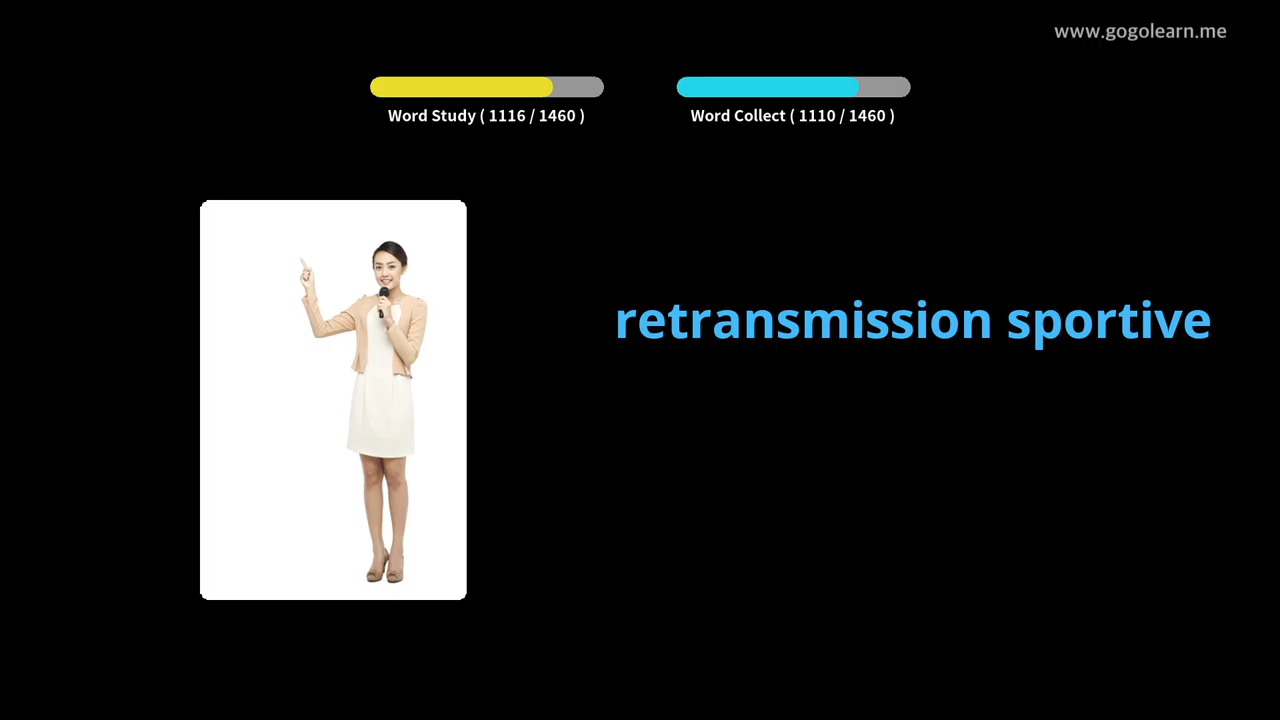 www.gogolearn.me
Word Study ( 1116 / 1460 )
Word Collect ( 1110 / 1460 )
retransmission sportive